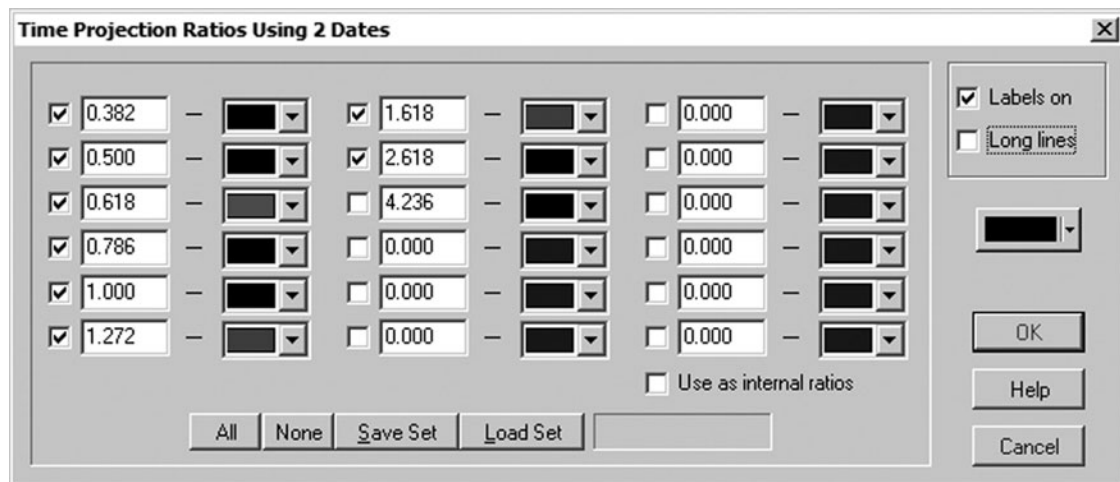 Time Projection Ratios Using 2 Dates
0.382 – 1.618 – 0.000 –
0.500 – 2.618 – 0.000 –
0.618 – 4.236 – 0.000 –
0.786 – 0.000 – 0.000 –
1.000 – 0.000 – 0.000 –
1.272 – 0.000 – 0.000 –
Use as internal ratios
All None Save Set Load Set
Labels on
Long lines
OK
Help
Cancel